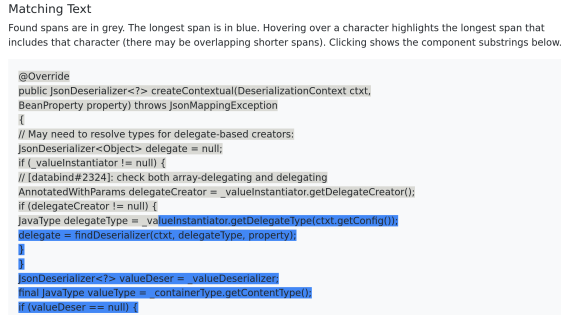 Matching Text
Found spans are in grey. The longest span is in blue. Hovering over a character highlights the longest span that
includes that character (there may be overlapping shorter spans). Clicking shows the component substrings below.
@Override
public JsonDeserializer<?> createContextual(DeserializationContext ctxt,
BeanProperty property) throws JsonMappingException
{
// May need to resolve types for delegate-based creators:
JsonDeserializer<Object> delegate = null;
if (_valueInstantiator != null) {
// [databind#2324]: check both array-delegating and delegating
AnnotatedWithParams delegateCreator = _valueInstantiator.getDelegateCreator();
if (delegateCreator != null) {
JavaType delegateType = _valueInstantiator.getDelegateType(ctxt.getConfig());
delegate = findDeserializer(ctxt, delegateType, property);
}
}
JsonDeserializer<?> valueDeser = _valueDeserializer;
final JavaType valueType = _containerType.getContentType();
if (valueDeser == null) {